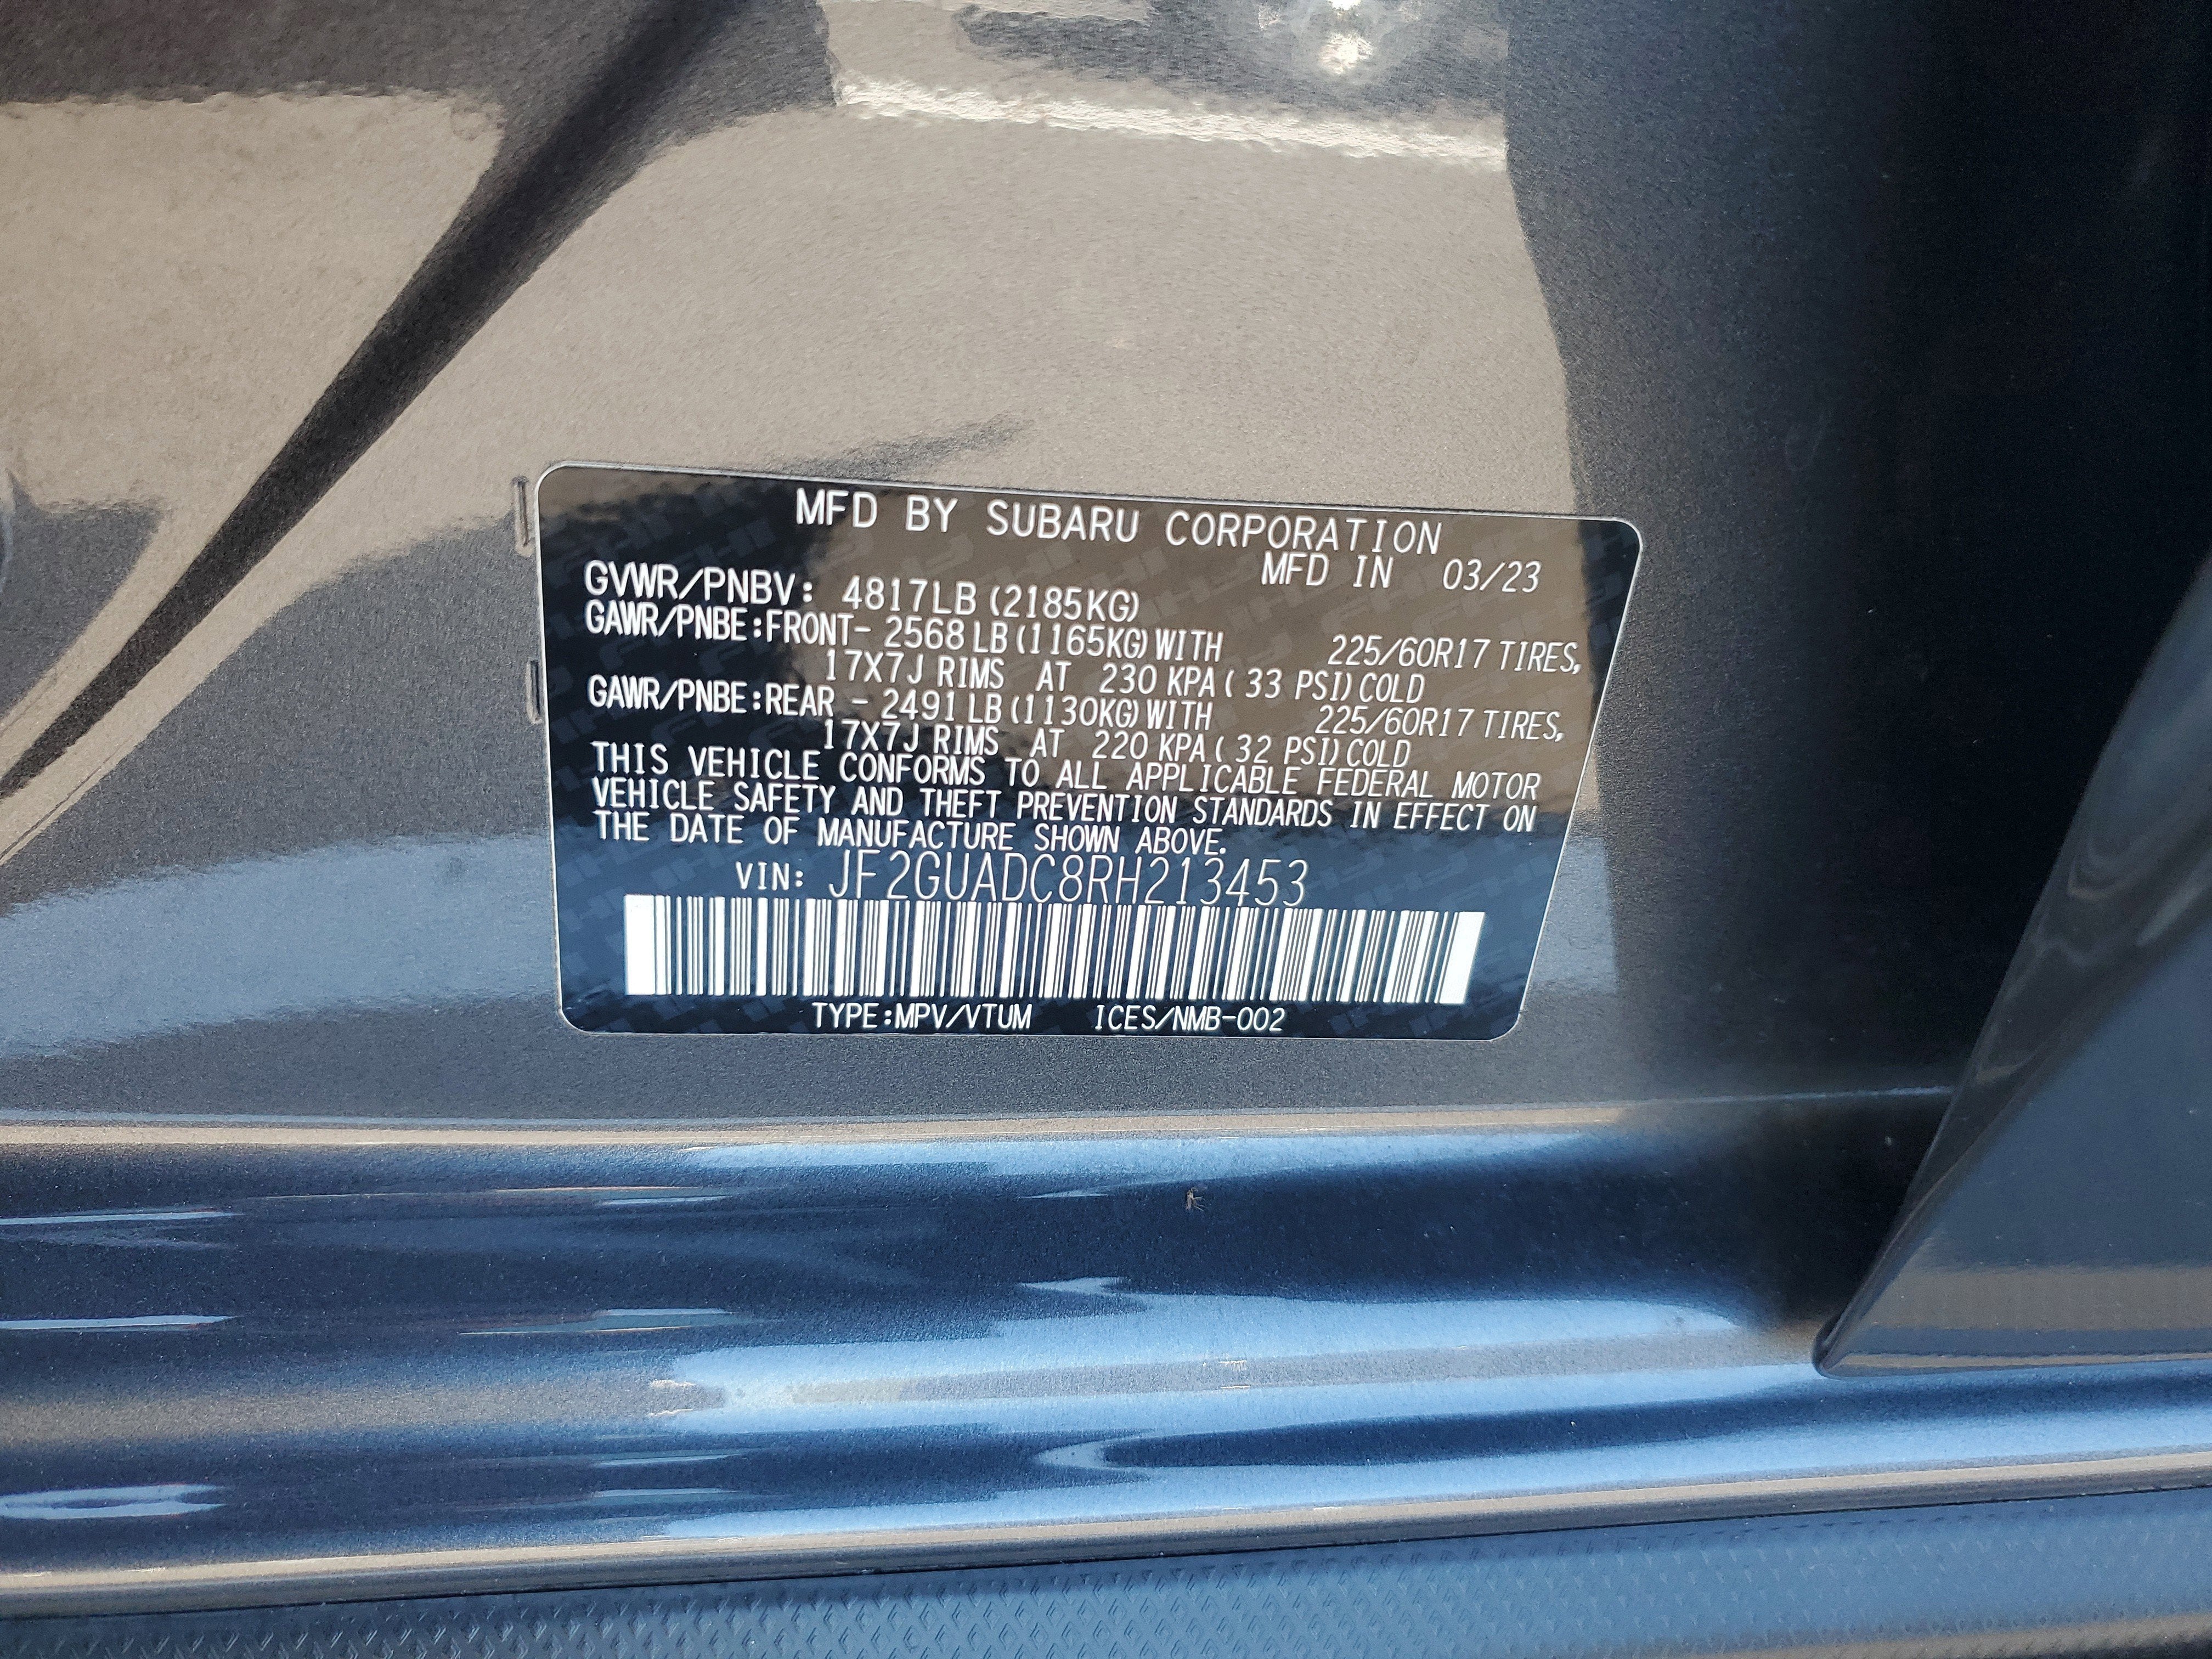 MFD BY SUBARU CORPORATION
MFD IN 03/23
GVWR/PNBV: 4817LB (2185KG)
GAWR/PNBE:FRONT- 2568 LB (1165KG) WITH 225/60R17 TIRES,
17X7J RIMS AT 230 KPA ( 33 PSI) COLD
GAWR/PNBE:REAR - 2491 LB (1130KG) WITH 225/60R17 TIRES,
17X7J RIMS AT 220 KPA ( 32 PSI) COLD
THIS VEHICLE CONFORMS TO ALL APPLICABLE FEDERAL MOTOR
VEHICLE SAFETY AND THEFT PREVENTION STANDARDS IN EFFECT ON
THE DATE OF MANUFACTURE SHOWN ABOVE.
VIN: JF2GUADC8RH213453
TYPE:MPV/VTUM ICES/NMB-002